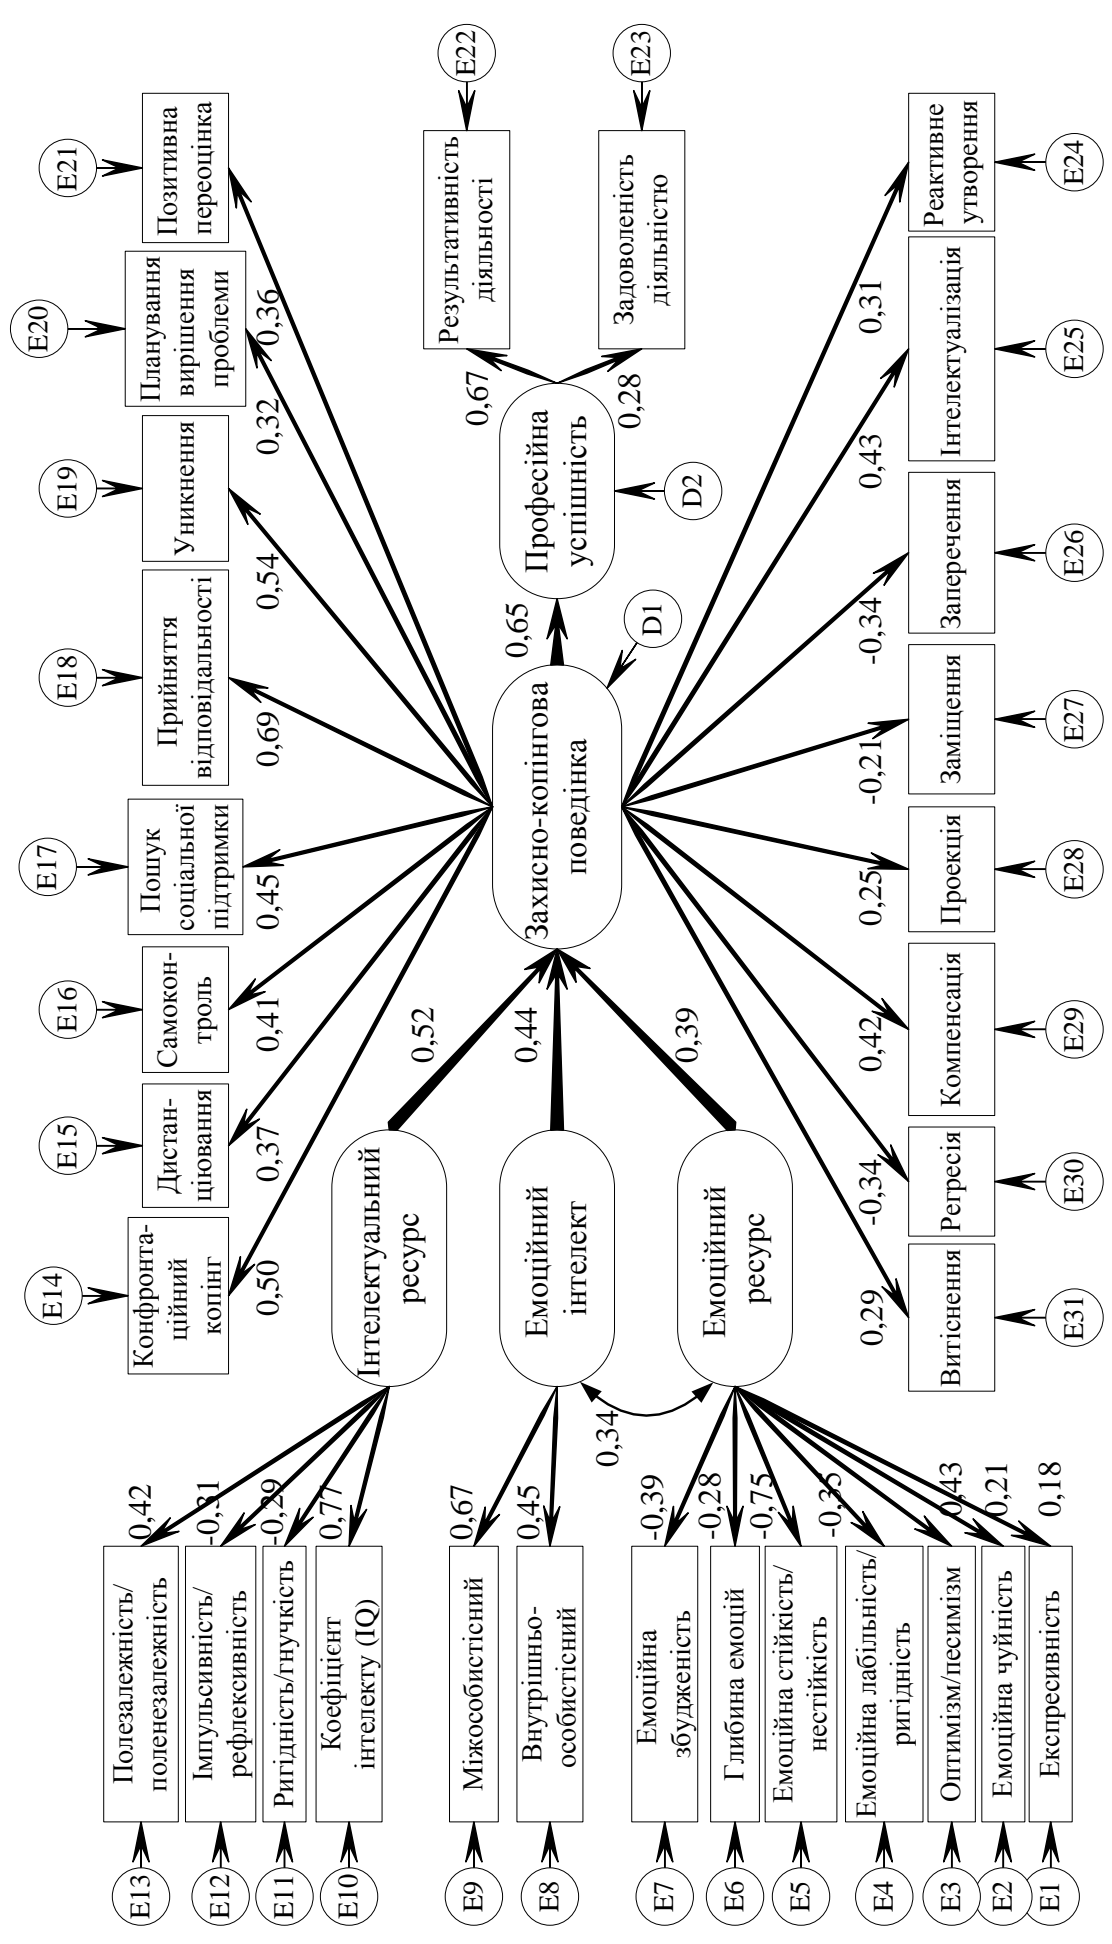 E14
E15
E16
E17
E18
E19
E20
E21
Конфронта-
ційний
копінг
Дистан-
ціювання
Самокон-
троль
Пошук
соціальної
підтримки
Прийняття
відповідальності
Уникнення
Планування
вирішення
проблеми
Позитивна
переоцінка
0,50
0,37
0,41
0,45
0,69
0,54
0,32
0,36
E13
Полезалежність/
поленезалежність
0,42
E12
Імпульсивність/
рефлексивність
-0,31
E11
Ригідність/гнучкість
-0,29
E10
Коефіцієнт
інтелекту (IQ)
0,77
Інтелектуальний
ресурс
0,52
E9
Міжособистісний
0,67
E8
Внутрішньо-
особистісний
0,45
Емоційний
інтелект
0,44
0,34
Захисно-копінгова
поведінка
D1
0,65
Професійна
успішність
D2
0,67
Результативність
діяльності
E22
0,28
Задоволеність
діяльністю
E23
E7
Емоційна
збудженість
-0,39
E6
Глибина емоцій
-0,28
E5
Емоційна стійкість/
нестійкість
-0,75
E4
Емоційна лабільність/
ригідність
-0,35
E3
Оптимізм/песимізм
0,43
E2
Емоційна чуйність
0,21
E1
Експресивність
0,18
Емоційний
ресурс
0,39
0,29
-0,34
0,42
0,25
-0,21
-0,34
0,43
0,31
Витіснення
Регресія
Компенсація
Проекція
Заміщення
Заперечення
Інтелектуалізація
Реактивне
утворення
E31
E30
E29
E28
E27
E26
E25
E24